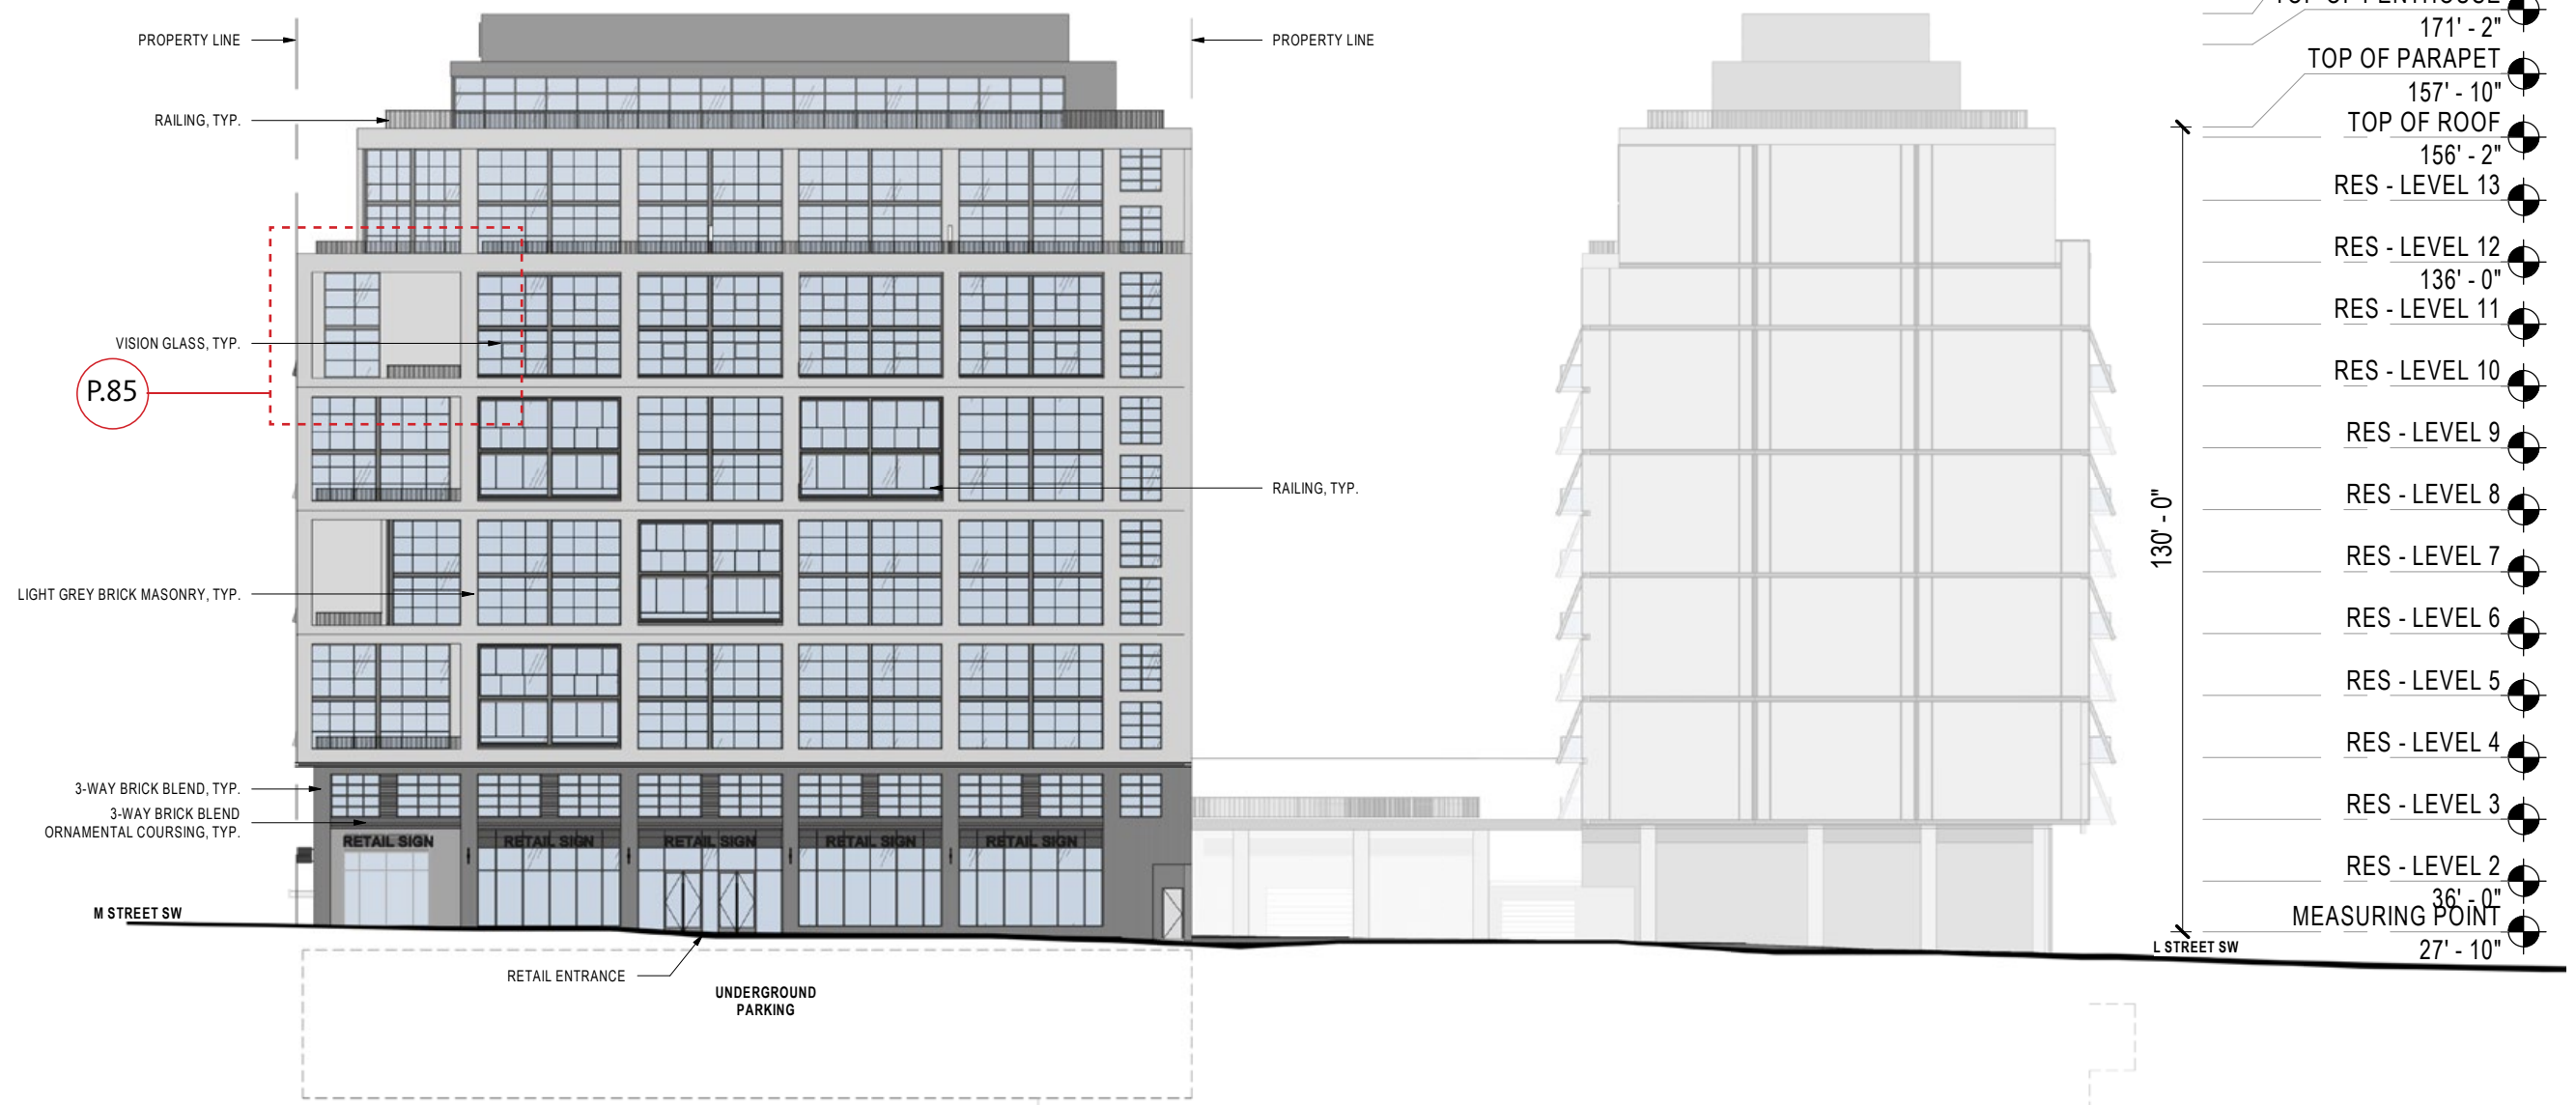 PROPERTY LINE
PROPERTY LINE
RAILING, TYP.
VISION GLASS, TYP.
P.85
RAILING, TYP.
LIGHT GREY BRICK MASONRY, TYP.
3-WAY BRICK BLEND, TYP.
3-WAY BRICK BLEND
ORNAMENTAL COURSING, TYP.
RETAIL SIGN
RETAIL SIGN
RETAIL SIGN
RETAIL SIGN
RETAIL SIGN
M STREET SW
RETAIL ENTRANCE
UNDERGROUND
PARKING
L STREET SW
130' - 0"
TOP OF PENTHOUSE
171' - 2"
TOP OF PARAPET
157' - 10"
TOP OF ROOF
156' - 2"
RES - LEVEL 13
RES - LEVEL 12
136' - 0"
RES - LEVEL 11
RES - LEVEL 10
RES - LEVEL 9
RES - LEVEL 8
RES - LEVEL 7
RES - LEVEL 6
RES - LEVEL 5
RES - LEVEL 4
RES - LEVEL 3
RES - LEVEL 2
36' - 0"
MEASURING POINT
27' - 10"